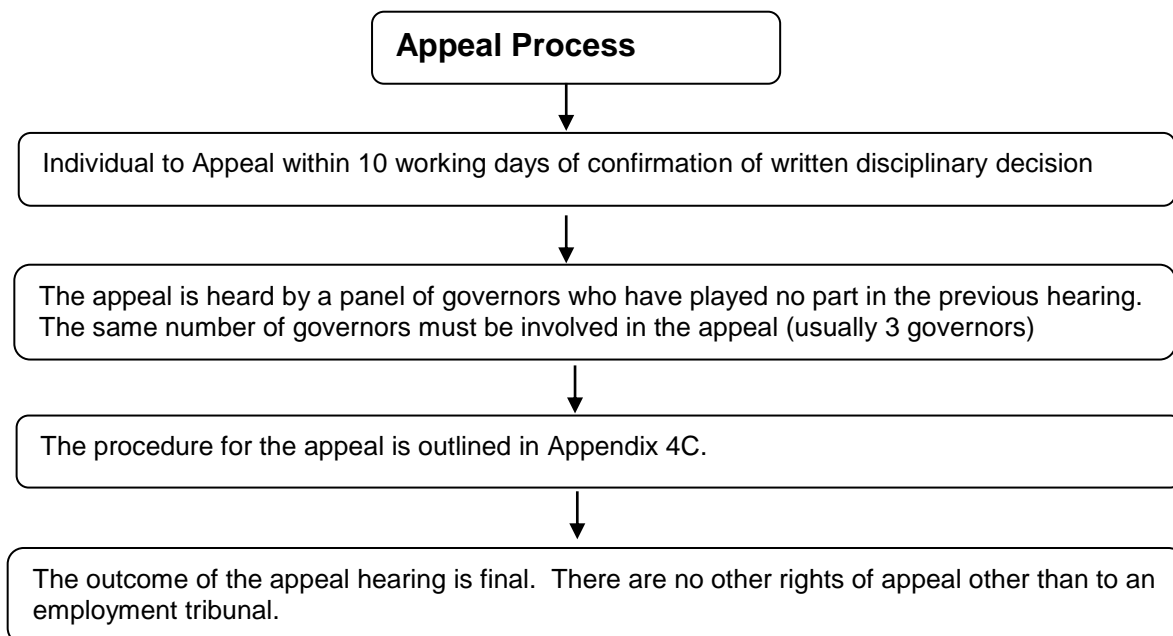 Appeal Process
Individual to Appeal within 10 working days of confirmation of written disciplinary decision
The appeal is heard by a panel of governors who have played no part in the previous hearing.
The same number of governors must be involved in the appeal (usually 3 governors)
The procedure for the appeal is outlined in Appendix 4C.
The outcome of the appeal hearing is final.  There are no other rights of appeal other than to an
employment tribunal.